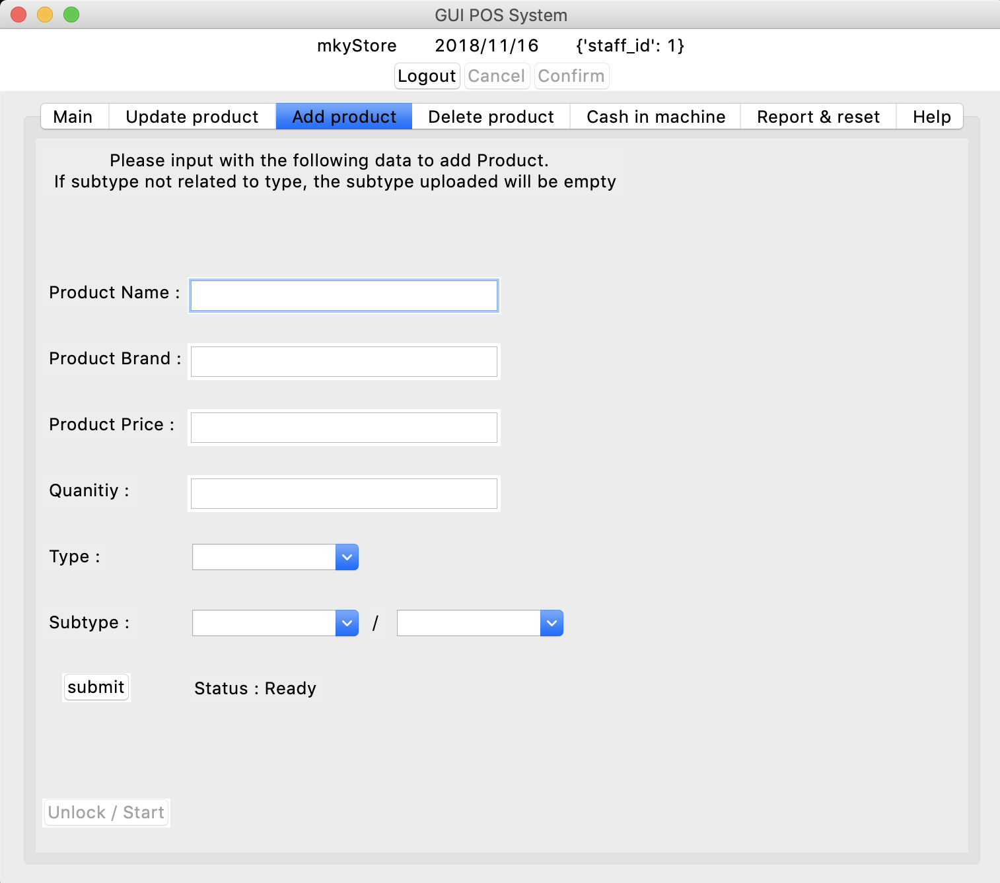 GUI POS System
mkyStore 2018/11/16 {'staff_id': 1}
Logout Cancel Confirm
Main Update product Add product Delete product Cash in machine Report & reset Help
Please input with the following data to add Product.
If subtype not related to type, the subtype uploaded will be empty
Product Name :
Product Brand :
Product Price :
Quanitiy :
Type :
Subtype : /
submit Status : Ready
Unlock / Start